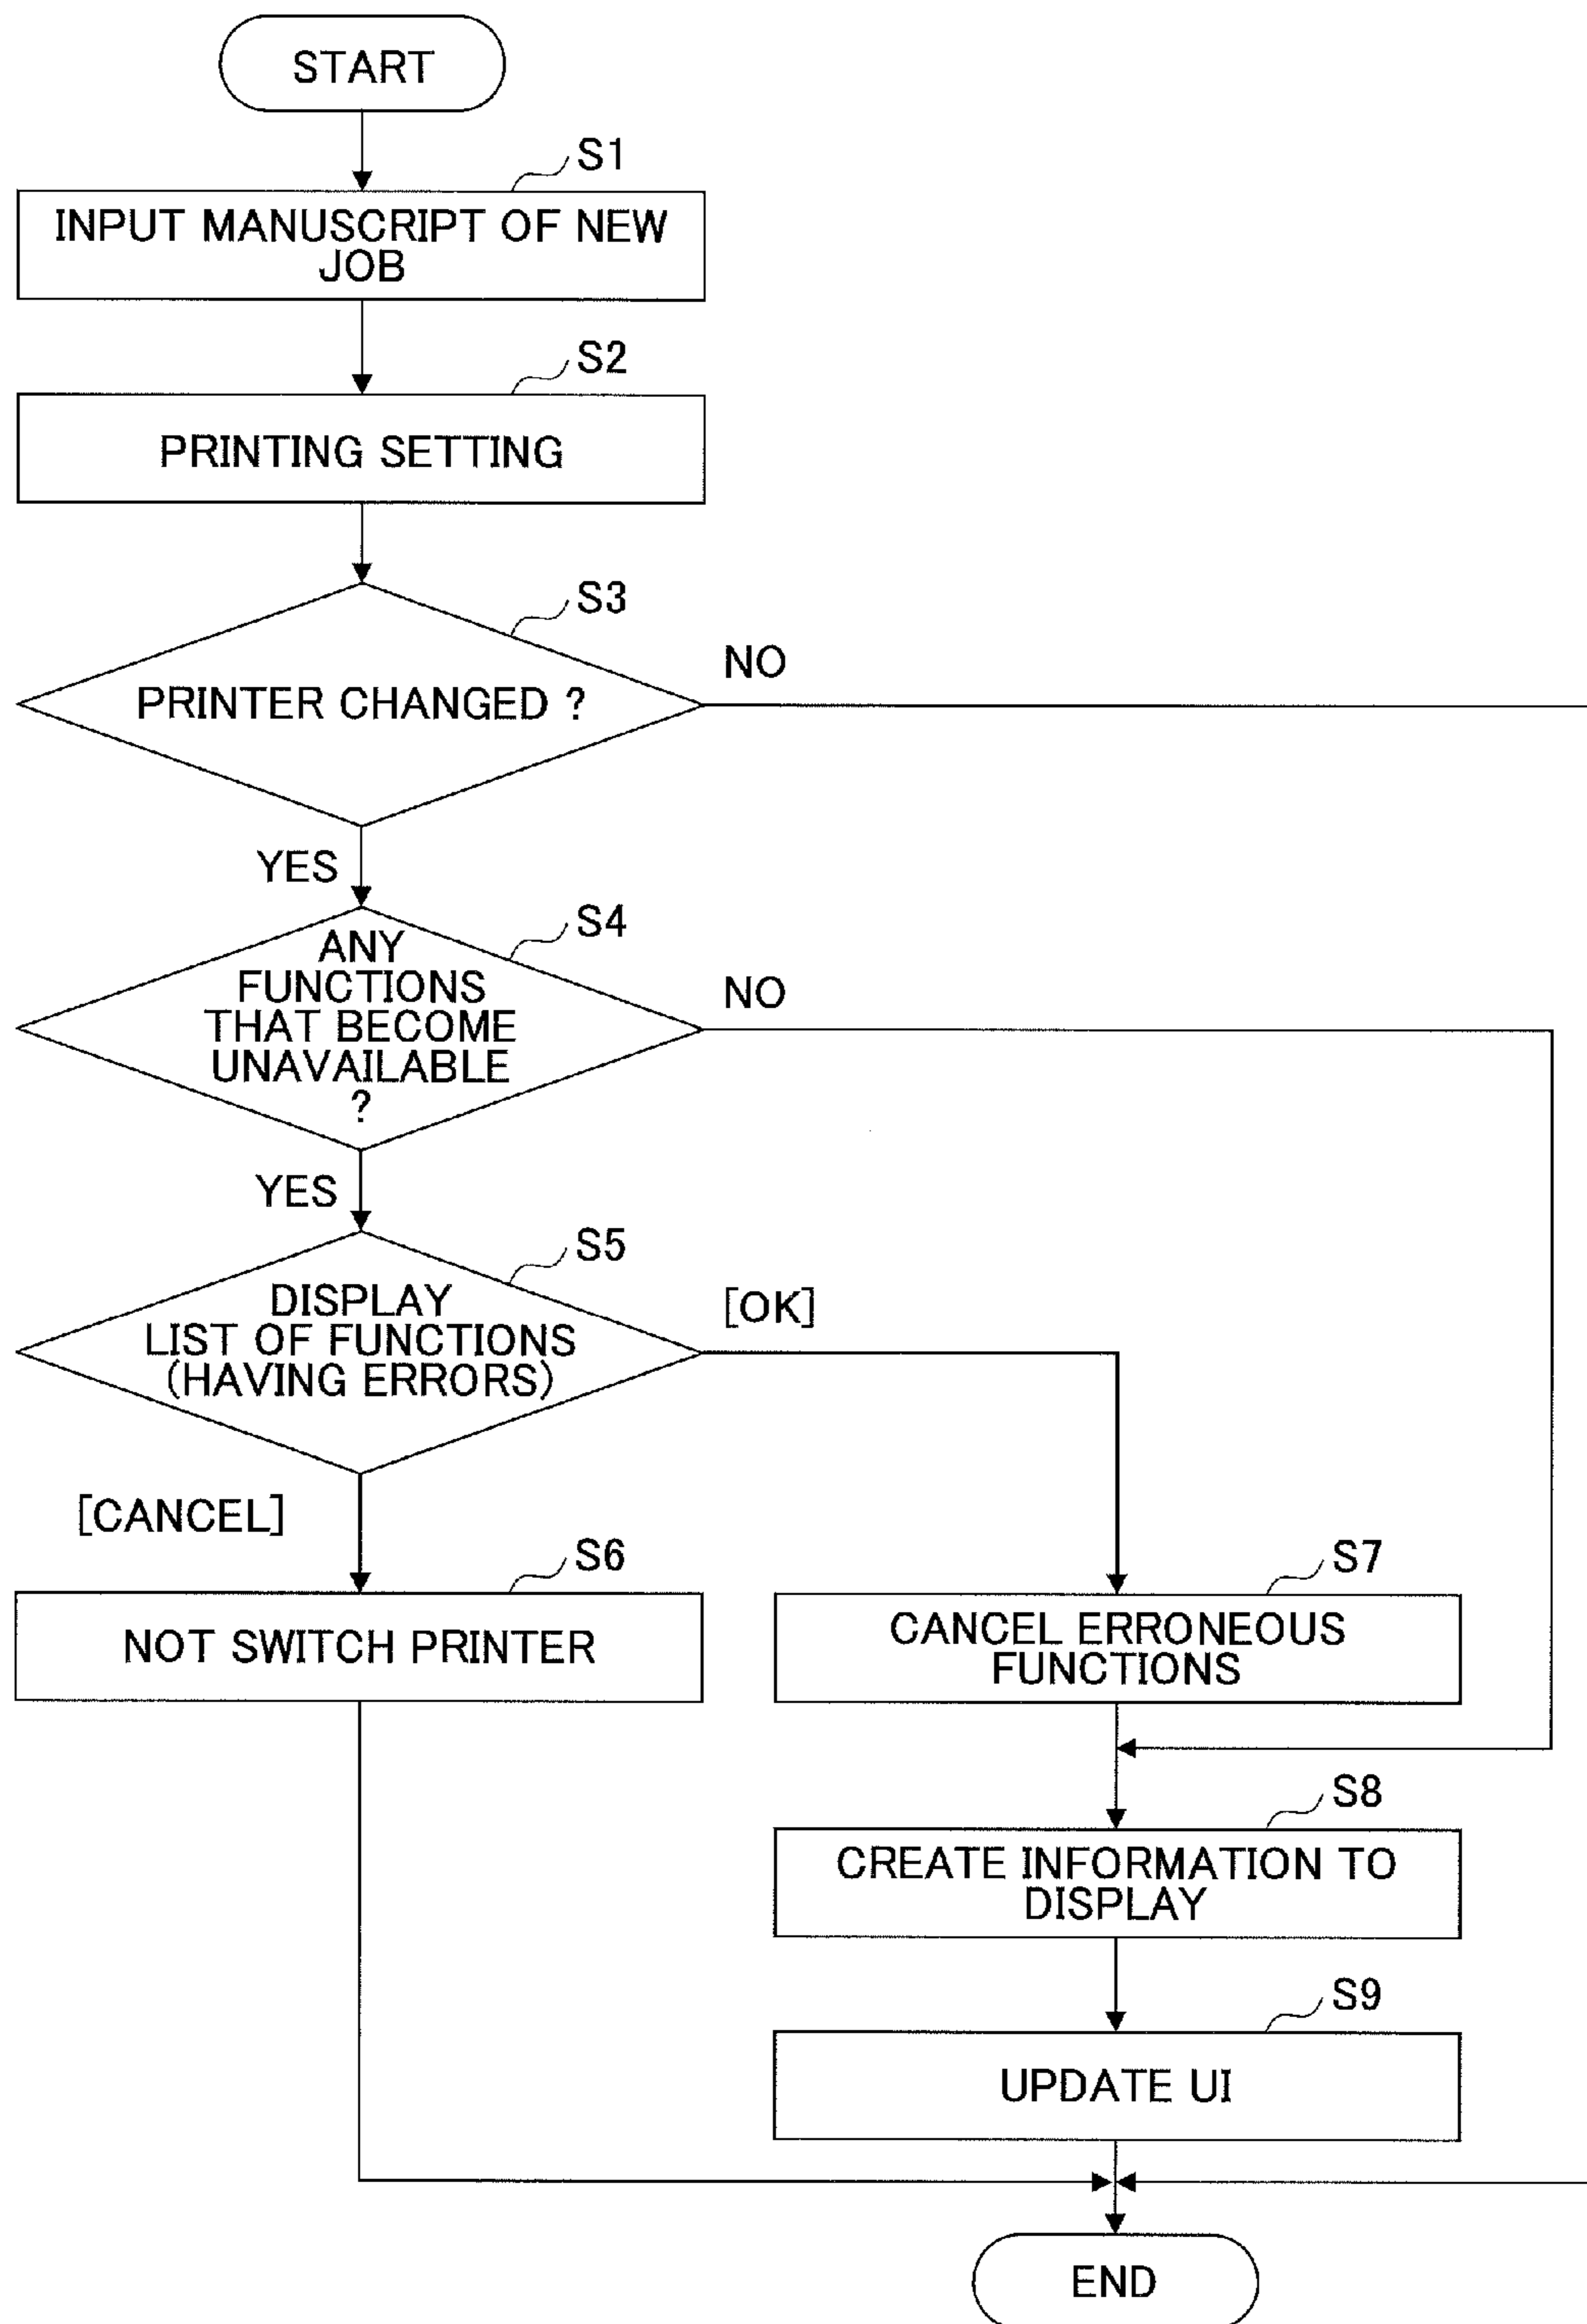 START
S1
INPUT MANUSCRIPT OF NEW
JOB
S2
PRINTING SETTING
S3
PRINTER CHANGED ?
NO
YES
S4
ANY
FUNCTIONS
THAT BECOME
UNAVAILABLE
?
NO
YES
S5
DISPLAY
LIST OF FUNCTIONS
(HAVING ERRORS)
[OK]
[CANCEL]
S6
NOT SWITCH PRINTER
S7
CANCEL ERRONEOUS
FUNCTIONS
S8
CREATE INFORMATION TO
DISPLAY
S9
UPDATE UI
END